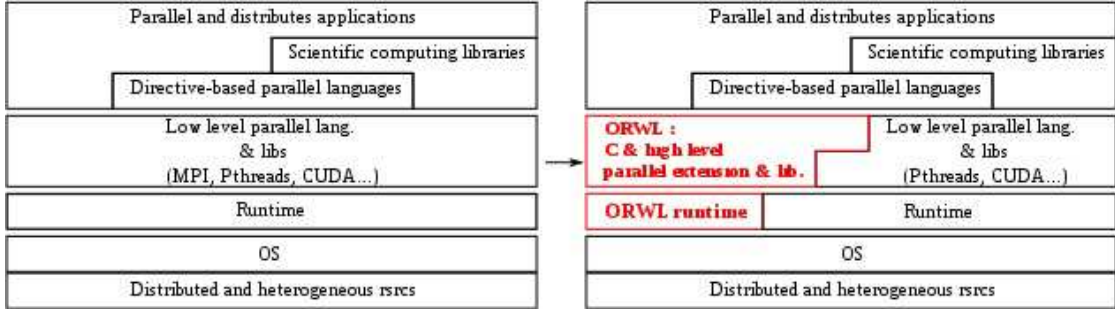 Parallel and distributes applications
Scientific computing libraries
Directive-based parallel languages
Low level parallel lang.
& libs
(MPI, Pthreads, CUDA...)
Runtime
OS
Distributed and heterogeneous rsrcs
Parallel and distributes applications
Scientific computing libraries
Directive-based parallel languages
ORWL :
C & high level
parallel extension & lib.
Low level parallel lang.
& libs
(Pthreads, CUDA...)
ORWL runtime
Runtime
OS
Distributed and heterogeneous rsrcs